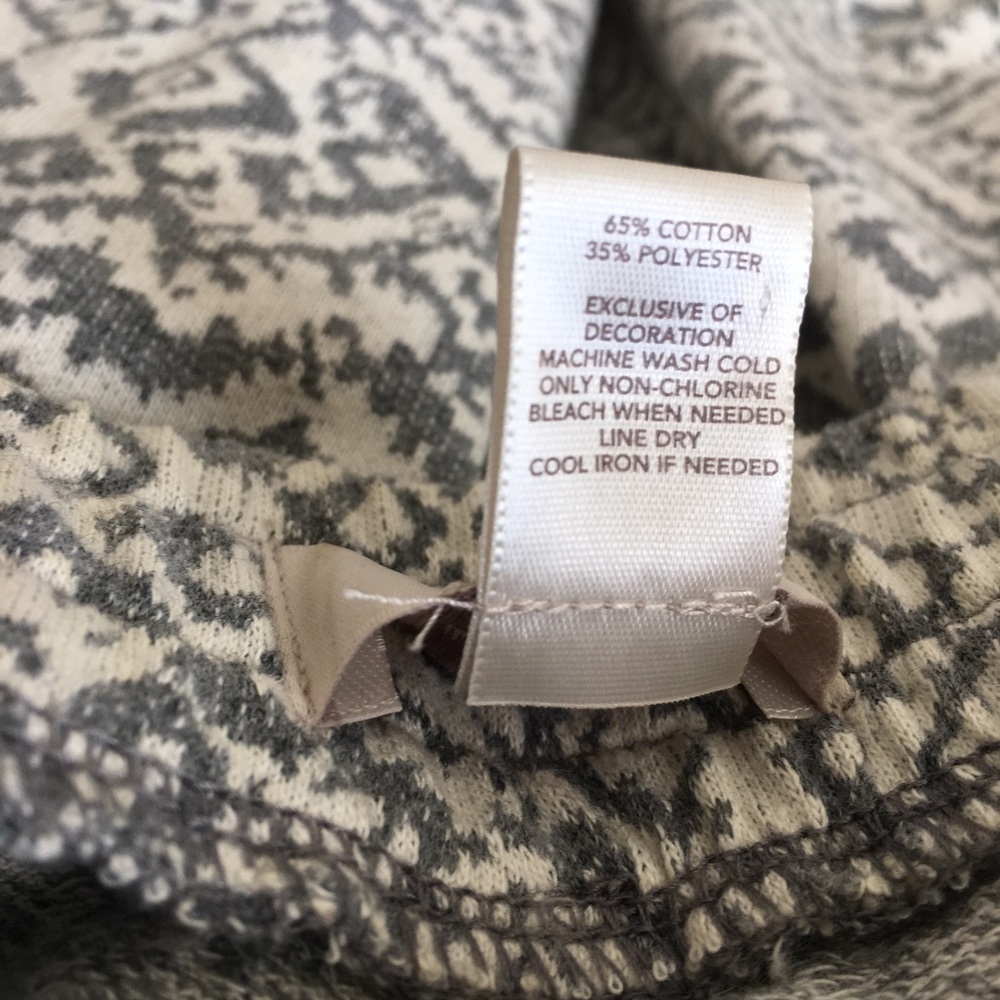 65% COTTON
35% POLYESTER
EXCLUSIVE OF
DECORATION
MACHINE WASH COLD
ONLY NON-CHLORINE
BLEACH WHEN NEEDED
LINE DRY
COOL IRON IF NEEDED